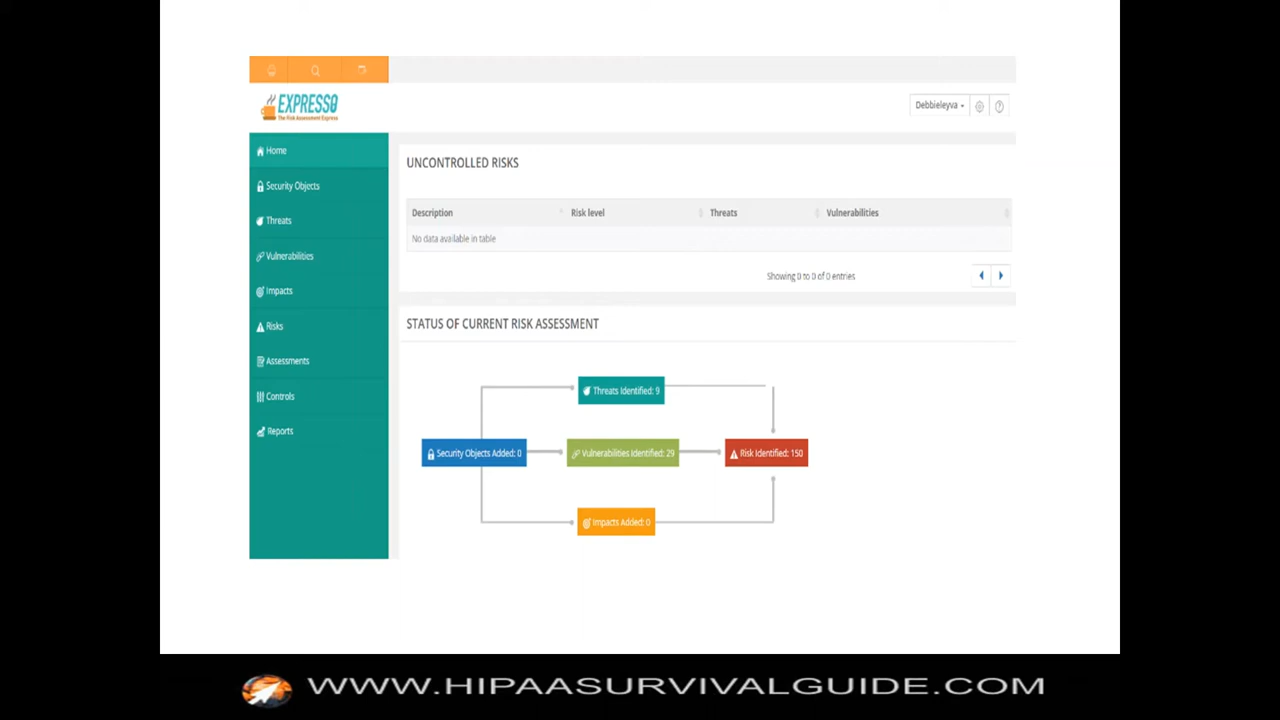 EXPRESSO
The Risk Assessment Express
Debbieleyva
Home
Security Objects
Threats
Vulnerabilities
Impacts
Risks
Assessments
Controls
Reports
UNCONTROLLED RISKS
Description Risk level Threats Vulnerabilities
No data available in table
Showing 0 to 0 of 0 entries
STATUS OF CURRENT RISK ASSESSMENT
Threats Identified: 9
Security Objects Added: 0
Vulnerabilities Identified: 29
Risk Identified: 150
Impacts Added: 0
WWW.HIPAASURVIVALGUIDE.COM